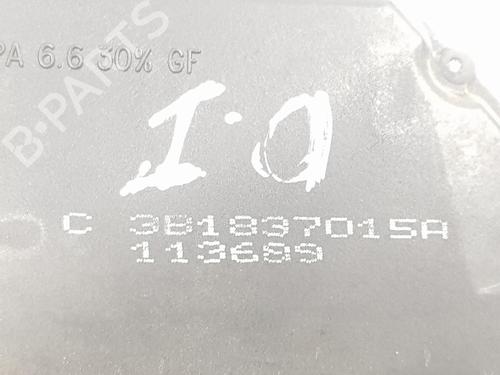 PA 6.6 30% GF
I.D
C 3B1837015A
113689
B-PARTS